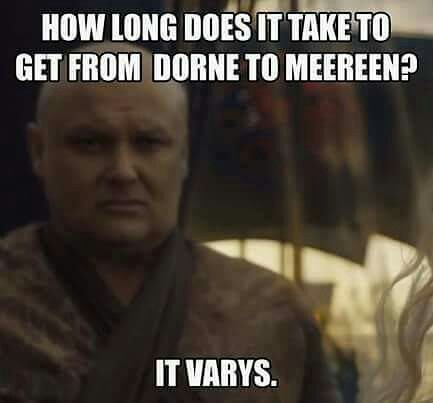 HOW LONG DOES IT TAKE TO
GET FROM DORNE TO MEEREEN?
IT VARYS.